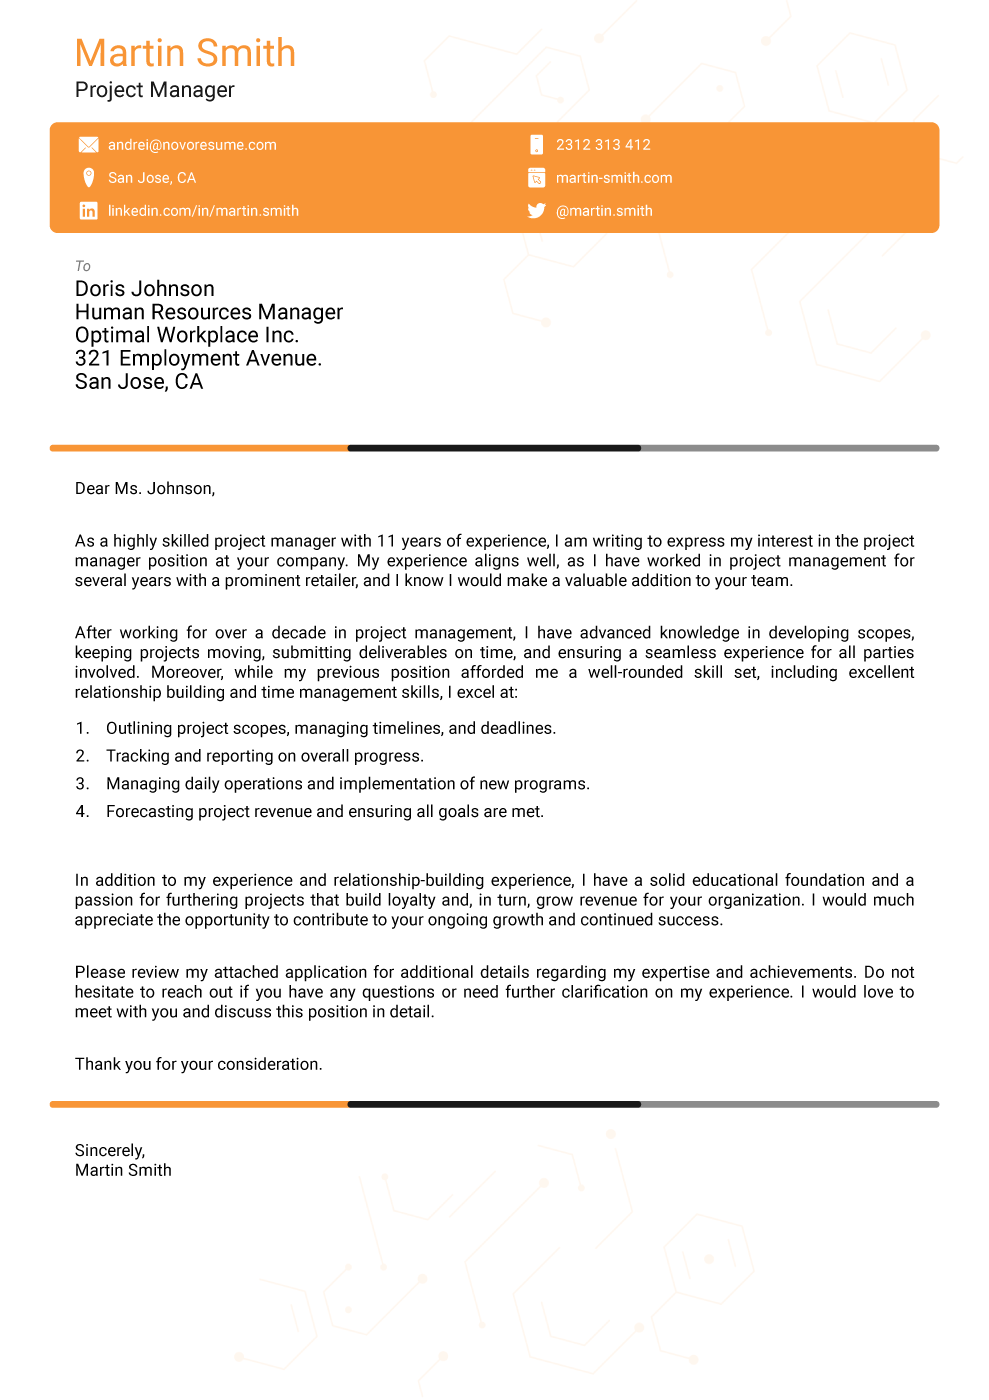 Martin Smith
Project Manager
andrei@novoresume.com
2312 313 412
San Jose, CA
martin-smith.com
linkedin.com/in/martin.smith
@martin.smith
To
Doris Johnson
Human Resources Manager
Optimal Workplace Inc.
321 Employment Avenue.
San Jose, CA
Dear Ms. Johnson,
As a highly skilled project manager with 11 years of experience, I am writing to express my interest in the project
manager position at your company. My experience aligns well, as I have worked in project management for
several years with a prominent retailer, and I know I would make a valuable addition to your team.
After working for over a decade in project management, I have advanced knowledge in developing scopes,
keeping projects moving, submitting deliverables on time, and ensuring a seamless experience for all parties
involved. Moreover, while my previous position afforded me a well-rounded skill set, including excellent
relationship building and time management skills, I excel at:
1. Outlining project scopes, managing timelines, and deadlines.
2. Tracking and reporting on overall progress.
3. Managing daily operations and implementation of new programs.
4. Forecasting project revenue and ensuring all goals are met.
In addition to my experience and relationship-building experience, I have a solid educational foundation and a
passion for furthering projects that build loyalty and, in turn, grow revenue for your organization. I would much
appreciate the opportunity to contribute to your ongoing growth and continued success.
Please review my attached application for additional details regarding my expertise and achievements. Do not
hesitate to reach out if you have any questions or need further clarification on my experience. I would love to
meet with you and discuss this position in detail.
Thank you for your consideration.
Sincerely,
Martin Smith